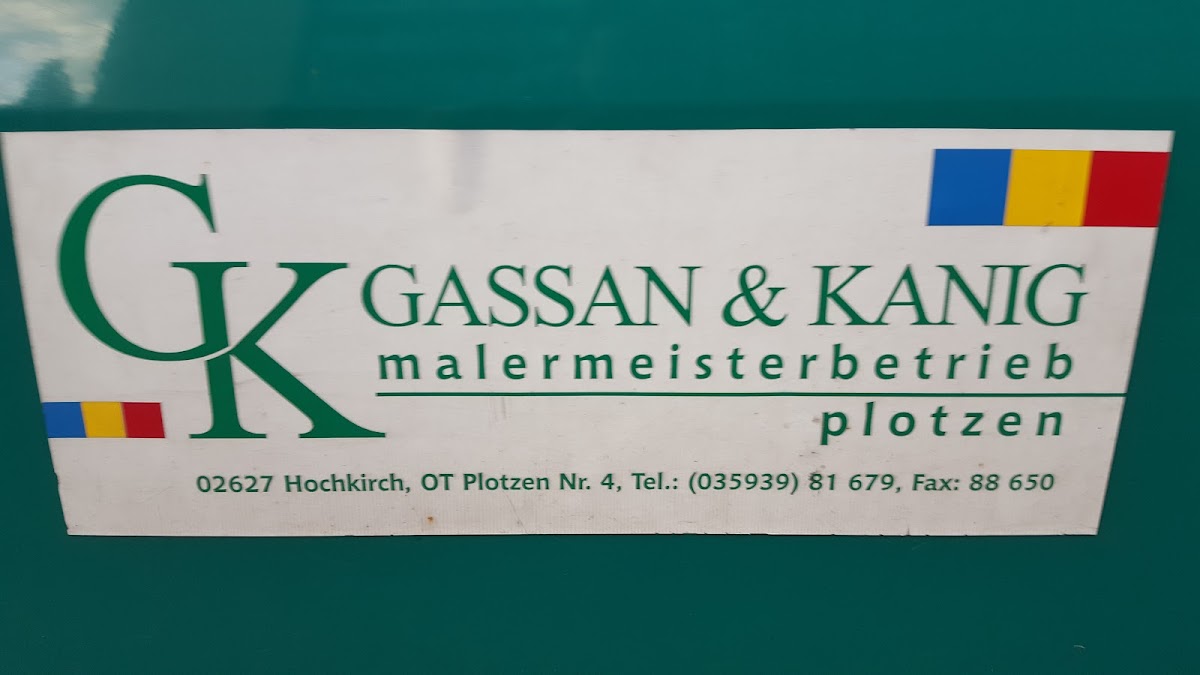 GK
GASSAN & KANIG
malermeisterbetrieb
plotzen
02627 Hochkirch, OT Plotzen Nr. 4, Tel.: (035939) 81 679, Fax: 88 650